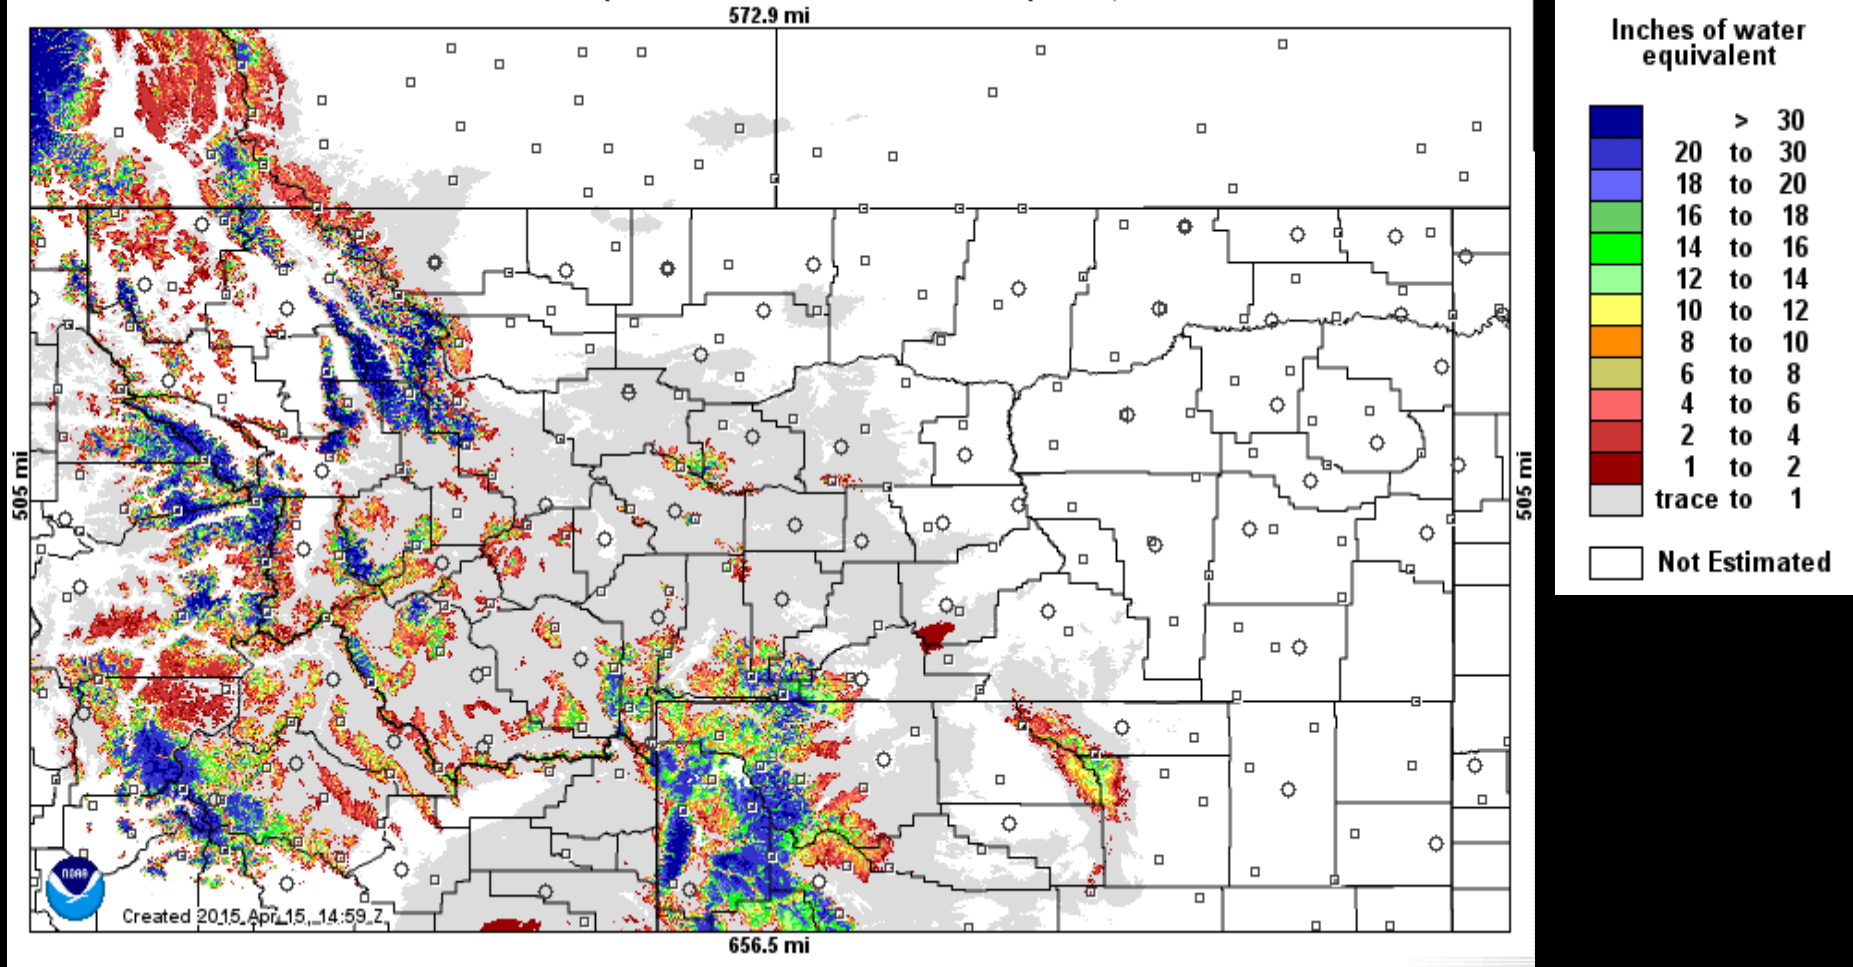 572.9 mi
505 mi
505 mi
NOAA
Created 2015 Apr 15, 14:59 Z
656.5 mi
Inches of water
equivalent
> 30
20 to 30
18 to 20
16 to 18
14 to 16
12 to 14
10 to 12
8 to 10
6 to 8
4 to 6
2 to 4
1 to 2
trace to 1
Not Estimated